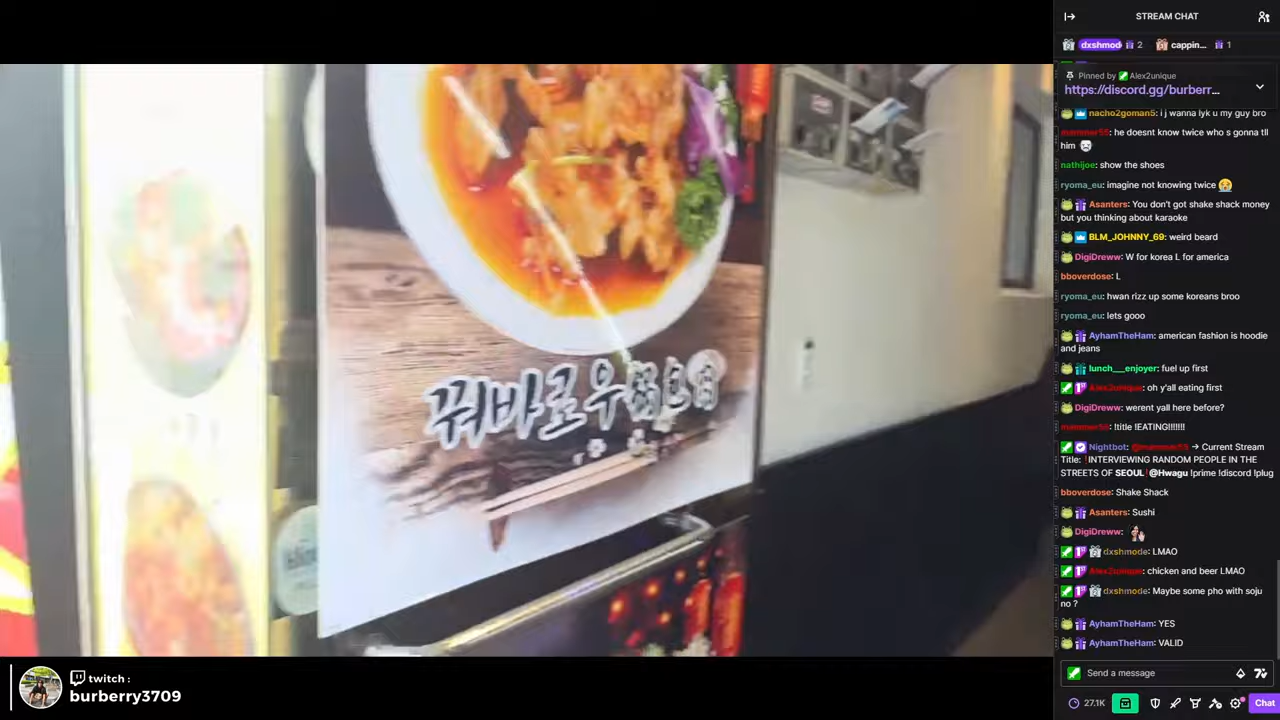 STREAM CHAT
dxshmod 2 cappin... 1
Pinned by Alex2unique
https://discord.gg/burberr...
nacho2goman5: i j wanna lyk u my guy bro
he doesnt know twice who s gonna tll
him
nathijoe: show the shoes
ryoma_eu: imagine not knowing twice
Asanters: You don't got shake shack money
but you thinking about karaoke
BLM_JOHNNY_69: weird beard
DigiDreww: W for korea L for america
bboverdose: L
ryoma_eu: hwan rizz up some koreans broo
ryoma_eu: lets gooo
AyhamTheHam: american fashion is hoodie
and jeans
lunch___enjoyer: fuel up first
Alex2unique: oh y'all eating first
DigiDreww: werent yall here before?
!title !EATING!!!!!!!
Nightbot: → Current Stream
Title: INTERVIEWING RANDOM PEOPLE IN THE
STREETS OF SEOUL @Hwagu !prime !discord !plug
bboverdose: Shake Shack
Asanters: Sushi
DigiDreww:
dxshmode: LMAO
Alex2unique: chicken and beer LMAO
dxshmode: Maybe some pho with soju
no ?
AyhamTheHam: YES
AyhamTheHam: VALID
Send a message
27.1K
Chat
꿔바로우
twitch :
burberry3709